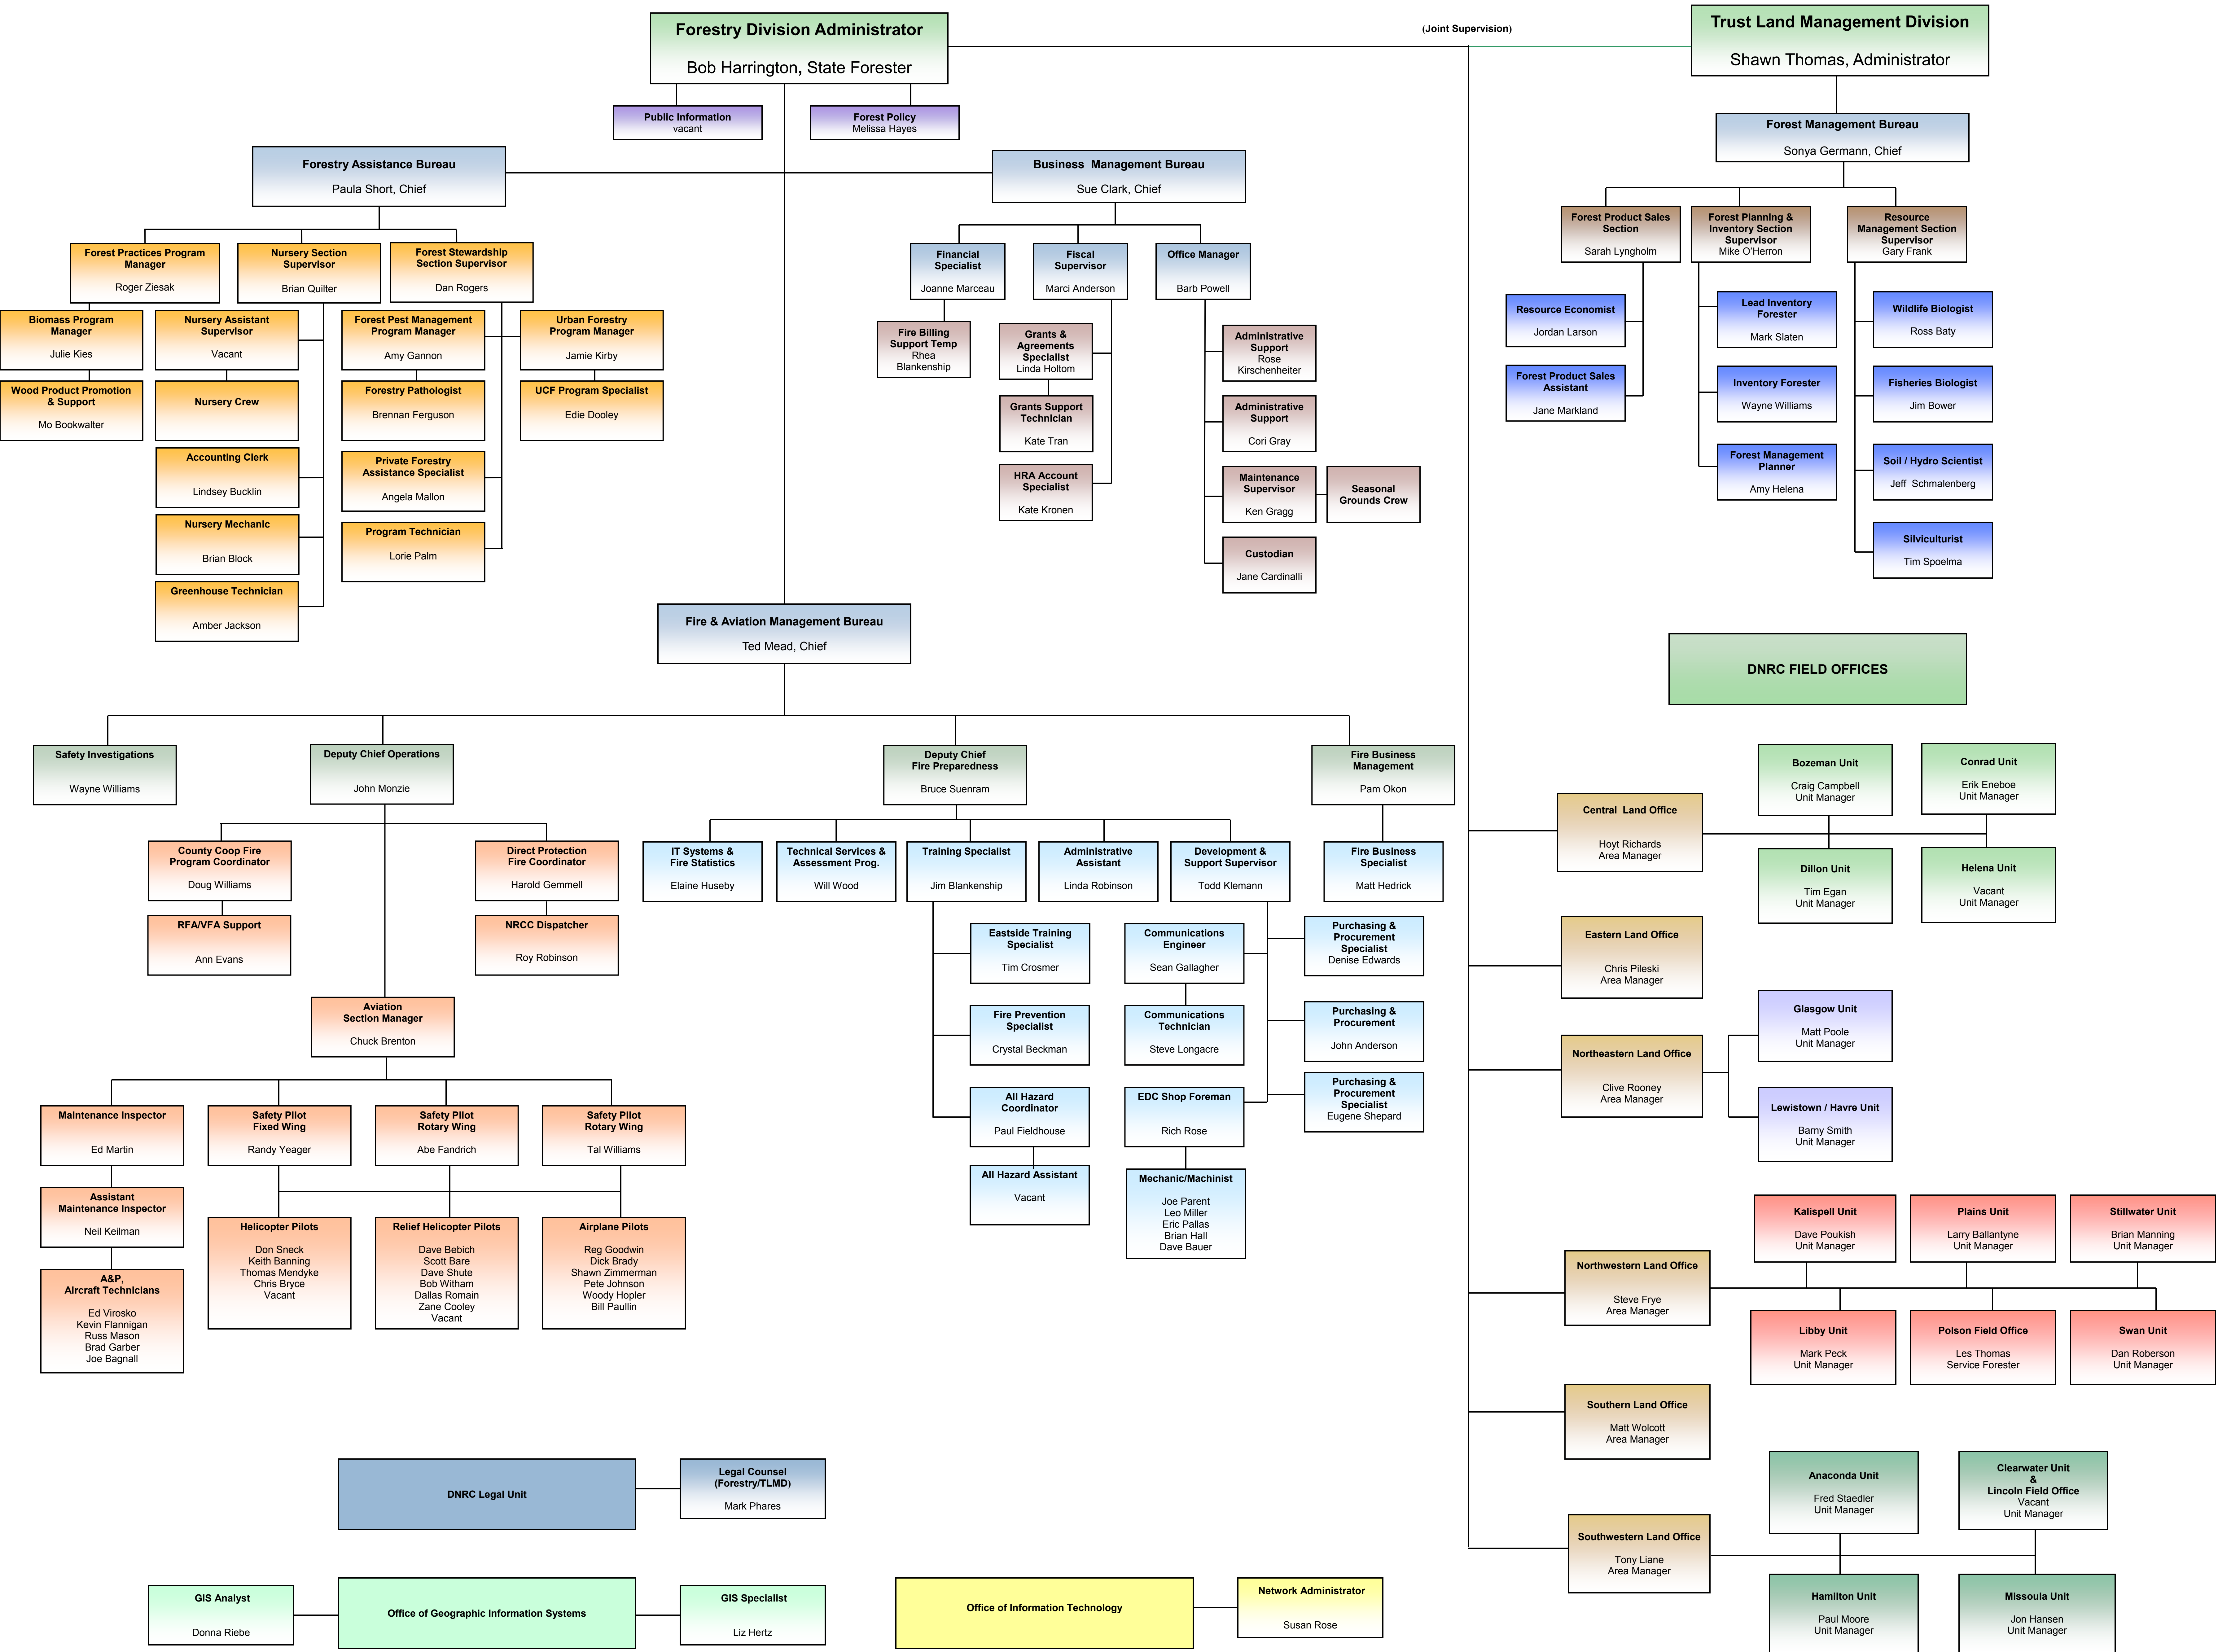 Forestry Division Administrator
Bob Harrington, State Forester
(Joint Supervision)
Trust Land Management Division
Shawn Thomas, Administrator
Public Information
vacant
Forest Policy
Melissa Hayes
Forestry Assistance Bureau
Paula Short, Chief
Business Management Bureau
Sue Clark, Chief
Forest Management Bureau
Sonya Germann, Chief
Forest Practices Program
Manager
Roger Ziesak
Nursery Section
Supervisor
Brian Quilter
Forest Stewardship
Section Supervisor
Dan Rogers
Biomass Program
Manager
Julie Kies
Nursery Assistant
Supervisor
Vacant
Forest Pest Management
Program Manager
Amy Gannon
Urban Forestry
Program Manager
Jamie Kirby
Wood Product Promotion
& Support
Mo Bookwalter
Nursery Crew
Forestry Pathologist
Brennan Ferguson
UCF Program Specialist
Edie Dooley
Accounting Clerk
Lindsey Bucklin
Private Forestry
Assistance Specialist
Angela Mallon
Nursery Mechanic
Brian Block
Program Technician
Lorie Palm
Greenhouse Technician
Amber Jackson
Financial
Specialist
Joanne Marceau
Fiscal
Supervisor
Marci Anderson
Office Manager
Barb Powell
Fire Billing
Support Temp
Rhea
Blankenship
Grants &
Agreements
Specialist
Linda Holtom
Administrative
Support
Rose
Kirschenheiter
Grants Support
Technician
Kate Tran
Administrative
Support
Cori Gray
HRA Account
Specialist
Kate Kronen
Maintenance
Supervisor
Ken Gragg
Seasonal
Grounds Crew
Custodian
Jane Cardinalli
Forest Product Sales
Section
Sarah Lyngholm
Forest Planning &
Inventory Section
Supervisor
Mike O'Herron
Resource
Management Section
Supervisor
Gary Frank
Resource Economist
Jordan Larson
Lead Inventory
Forester
Mark Slaten
Wildlife Biologist
Ross Baty
Forest Product Sales
Assistant
Jane Markland
Inventory Forester
Wayne Williams
Fisheries Biologist
Jim Bower
Forest Management
Planner
Amy Helena
Soil / Hydro Scientist
Jeff Schmalenberg
Silviculturist
Tim Spoelma
Fire & Aviation Management Bureau
Ted Mead, Chief
Safety Investigations
Wayne Williams
Deputy Chief Operations
John Monzie
Deputy Chief
Fire Preparedness
Bruce Suenram
Fire Business
Management
Pam Okon
County Coop Fire
Program Coordinator
Doug Williams
Direct Protection
Fire Coordinator
Harold Gemmell
RFA/VFA Support
Ann Evans
NRCC Dispatcher
Roy Robinson
Aviation
Section Manager
Chuck Brenton
Maintenance Inspector
Ed Martin
Safety Pilot
Fixed Wing
Randy Yeager
Safety Pilot
Rotary Wing
Abe Fandrich
Safety Pilot
Rotary Wing
Tal Williams
Assistant
Maintenance Inspector
Neil Keilman
A&P,
Aircraft Technicians
Ed Virosko
Kevin Flannigan
Russ Mason
Brad Garber
Joe Bagnall
Helicopter Pilots
Don Sneck
Keith Banning
Thomas Mendyke
Chris Bryce
Vacant
Relief Helicopter Pilots
Dave Bebich
Scott Bare
Dave Shute
Bob Witham
Dallas Romain
Zane Cooley
Vacant
Airplane Pilots
Reg Goodwin
Dick Brady
Shawn Zimmerman
Pete Johnson
Woody Hopler
Bill Paullin
IT Systems &
Fire Statistics
Elaine Huseby
Technical Services &
Assessment Prog.
Will Wood
Training Specialist
Jim Blankenship
Administrative
Assistant
Linda Robinson
Development &
Support Supervisor
Todd Klemann
Fire Business
Specialist
Matt Hedrick
Eastside Training
Specialist
Tim Crosmer
Communications
Engineer
Sean Gallagher
Purchasing &
Procurement
Specialist
Denise Edwards
Fire Prevention
Specialist
Crystal Beckman
Communications
Technician
Steve Longacre
Purchasing &
Procurement
John Anderson
All Hazard
Coordinator
Paul Fieldhouse
EDC Shop Foreman
Rich Rose
Purchasing &
Procurement
Specialist
Eugene Shepard
All Hazard Assistant
Vacant
Mechanic/Machinist
Joe Parent
Leo Miller
Eric Pallas
Brian Hall
Dave Bauer
DNRC FIELD OFFICES
Central Land Office
Hoyt Richards
Area Manager
Bozeman Unit
Craig Campbell
Unit Manager
Conrad Unit
Erik Eneboe
Unit Manager
Dillon Unit
Tim Egan
Unit Manager
Helena Unit
Vacant
Unit Manager
Eastern Land Office
Chris Pileski
Area Manager
Northeastern Land Office
Clive Rooney
Area Manager
Glasgow Unit
Matt Poole
Unit Manager
Lewistown / Havre Unit
Barny Smith
Unit Manager
Northwestern Land Office
Steve Frye
Area Manager
Kalispell Unit
Dave Poukish
Unit Manager
Plains Unit
Larry Ballantyne
Unit Manager
Stillwater Unit
Brian Manning
Unit Manager
Libby Unit
Mark Peck
Unit Manager
Polson Field Office
Les Thomas
Service Forester
Swan Unit
Dan Roberson
Unit Manager
Southern Land Office
Matt Wolcott
Area Manager
Southwestern Land Office
Tony Liane
Area Manager
Anaconda Unit
Fred Staedler
Unit Manager
Clearwater Unit
&
Lincoln Field Office
Vacant
Unit Manager
Hamilton Unit
Paul Moore
Unit Manager
Missoula Unit
Jon Hansen
Unit Manager
DNRC Legal Unit
Legal Counsel
(Forestry/TLMD)
Mark Phares
GIS Analyst
Donna Riebe
Office of Geographic Information Systems
GIS Specialist
Liz Hertz
Office of Information Technology
Network Administrator
Susan Rose